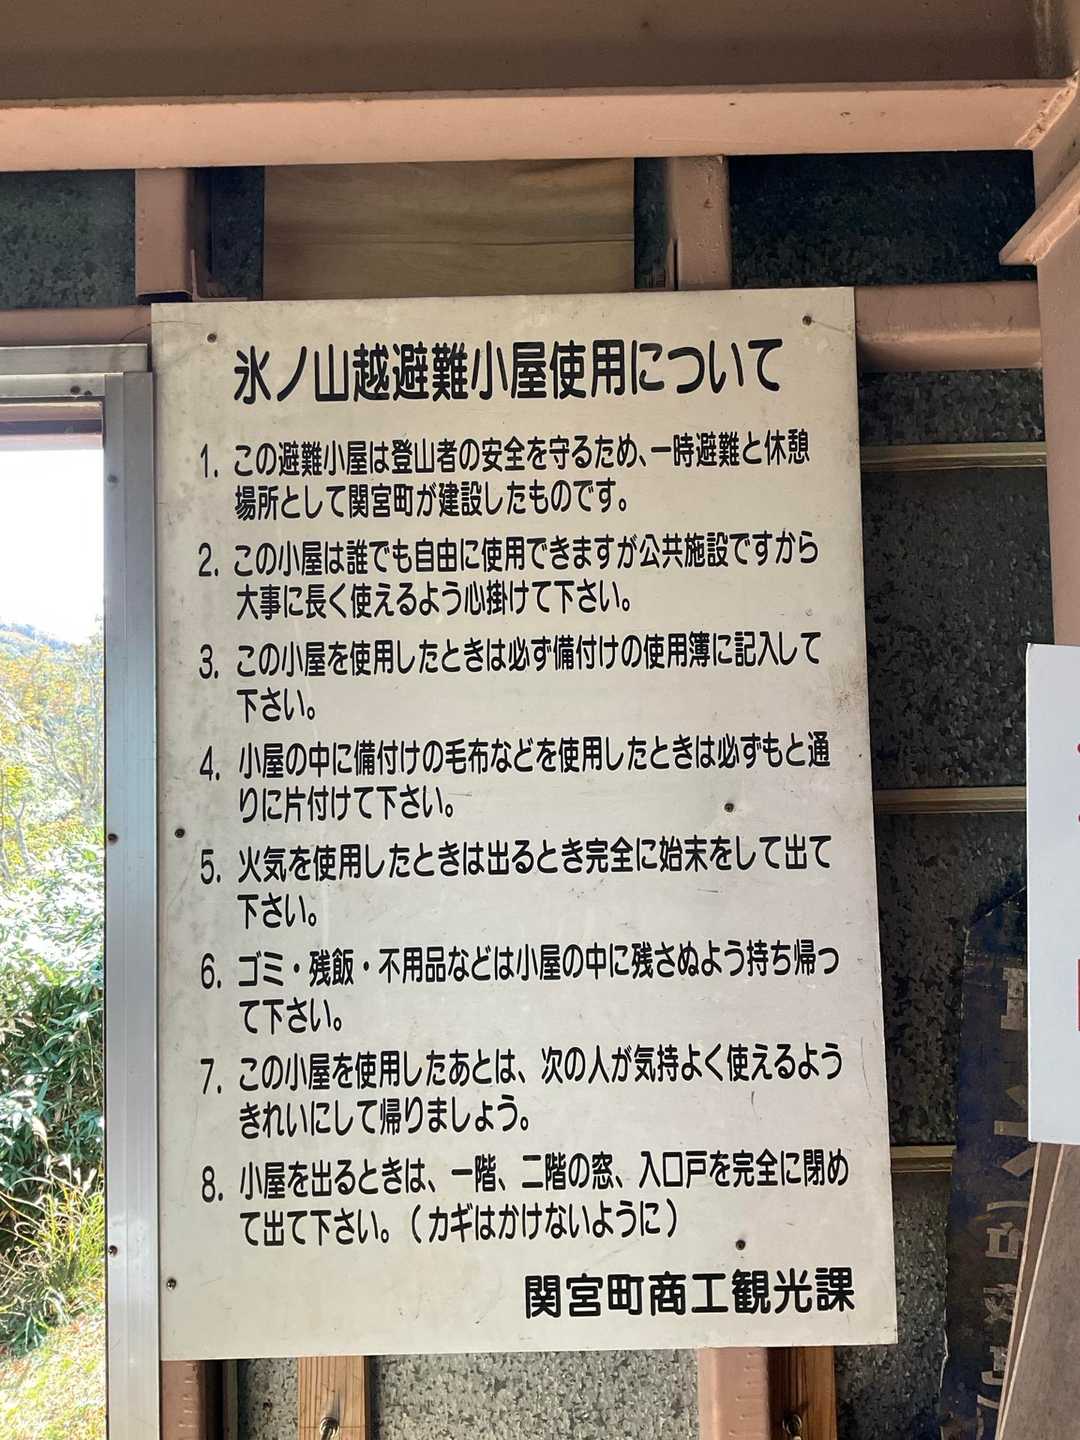 氷ノ山越避難小屋使用について
1. この避難小屋は登山者の安全を守るため、一時避難と休憩
場所として関宮町が建設したものです。
2. この小屋は誰でも自由に使用できますが公共施設ですから
大事に長く使えるよう心掛けて下さい。
3. この小屋を使用したときは必ず備付けの使用簿に記入して
下さい。
4. 小屋の中に備付けの毛布などを使用したときは必ずもと通
りに片付けて下さい。
5. 火気を使用したときは出るとき完全に始末をして出て
下さい。
6. ゴミ・残飯・不用品などは小屋の中に残さぬよう持ち帰っ
て下さい。
7. この小屋を使用したあとは、次の人が気持よく使えるよう
きれいにして帰りましょう。
8. 小屋を出るときは、一階、二階の窓、入口戸を完全に閉め
て出て下さい。(カギはかけないように)
関宮町商工観光課